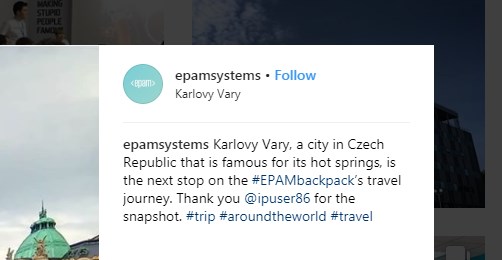 MAKING
STUPID
PEOPLE
FAMOUS
<epam>
epamsystems • Follow
Karlovy Vary
epamsystems Karlovy Vary, a city in Czech
Republic that is famous for its hot springs, is
the next stop on the #EPAMbackpack's travel
journey. Thank you @ipuser86 for the
snapshot. #trip #aroundtheworld #travel